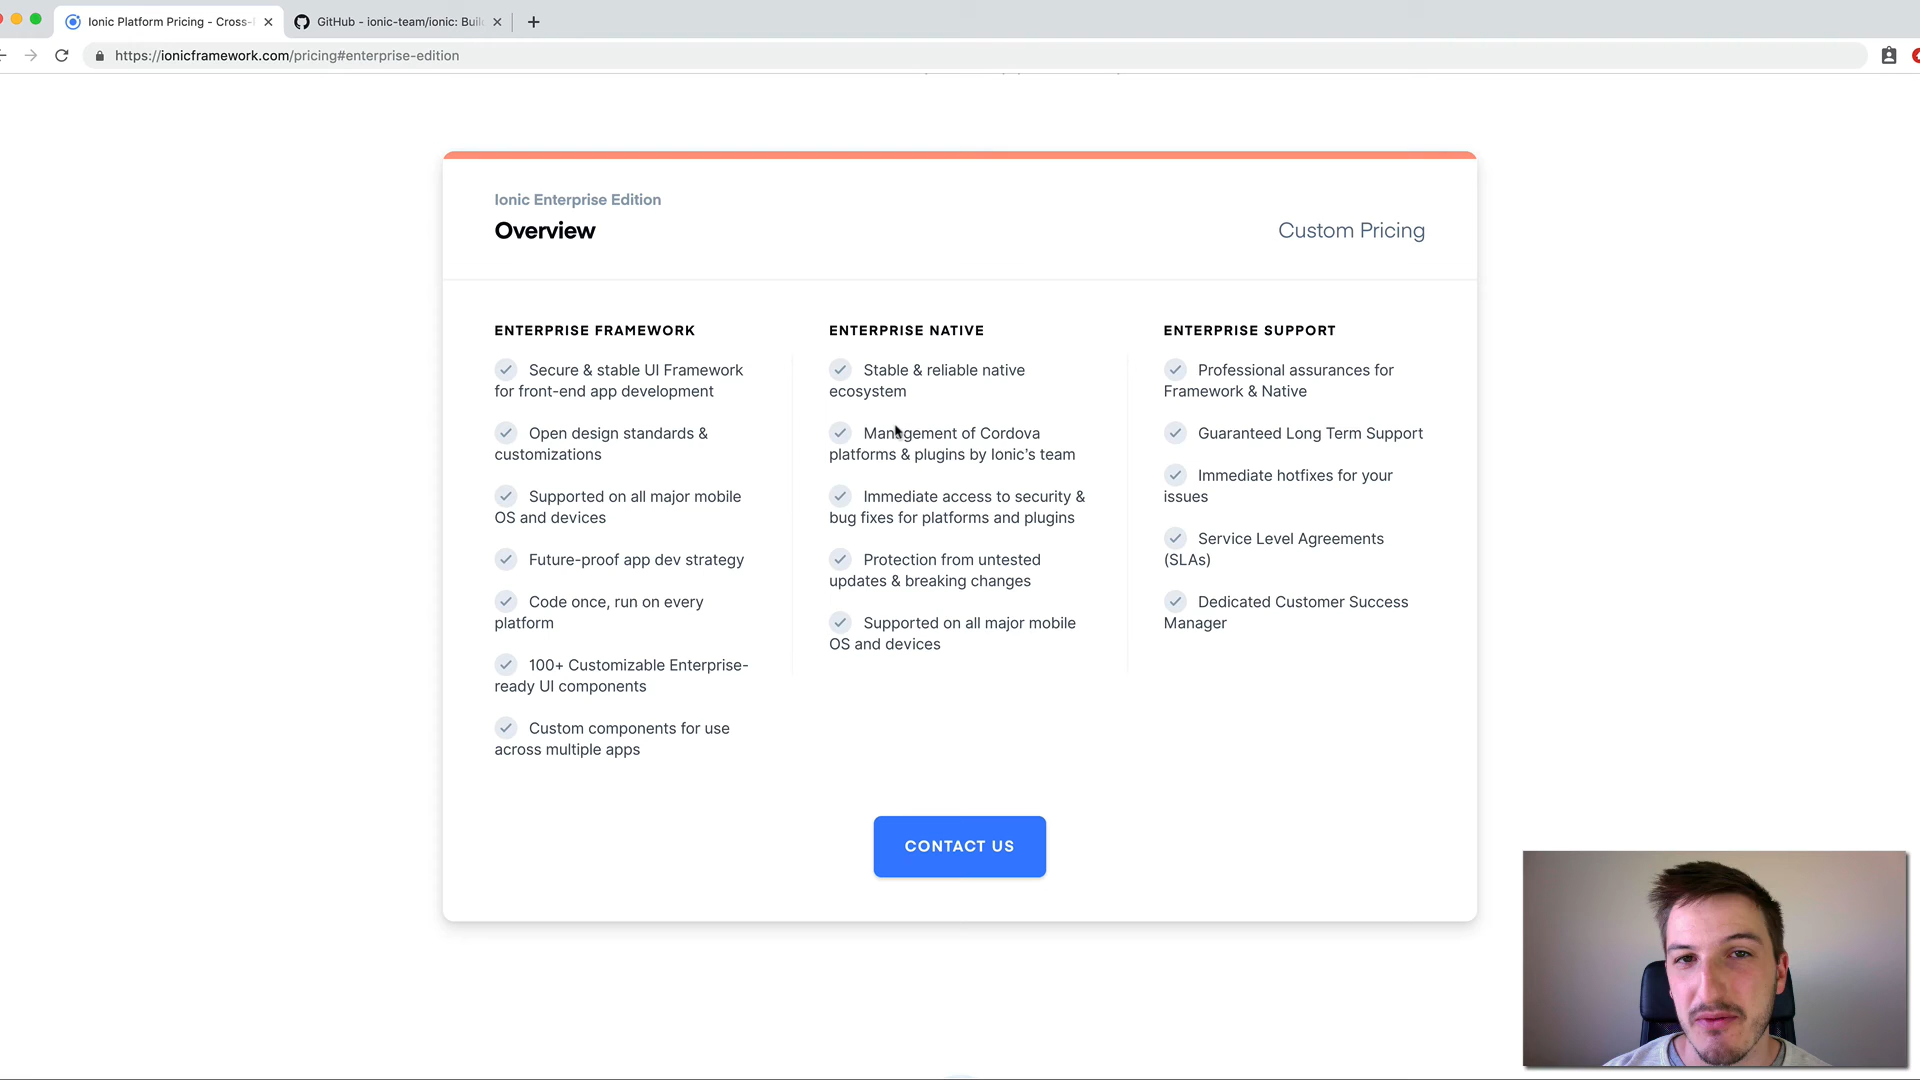 Ionic Platform Pricing - Cross-
GitHub - ionic-team/ionic: Buil
https://ionicframework.com/pricing#enterprise-edition
Ionic Enterprise Edition
Overview
Custom Pricing
ENTERPRISE FRAMEWORK
Secure & stable UI Framework
for front-end app development
Open design standards &
customizations
Supported on all major mobile
OS and devices
Future-proof app dev strategy
Code once, run on every
platform
100+ Customizable Enterprise-
ready UI components
Custom components for use
across multiple apps
ENTERPRISE NATIVE
Stable & reliable native
ecosystem
Management of Cordova
platforms & plugins by Ionic's team
Immediate access to security &
bug fixes for platforms and plugins
Protection from untested
updates & breaking changes
Supported on all major mobile
OS and devices
ENTERPRISE SUPPORT
Professional assurances for
Framework & Native
Guaranteed Long Term Support
Immediate hotfixes for your
issues
Service Level Agreements
(SLAs)
Dedicated Customer Success
Manager
CONTACT US